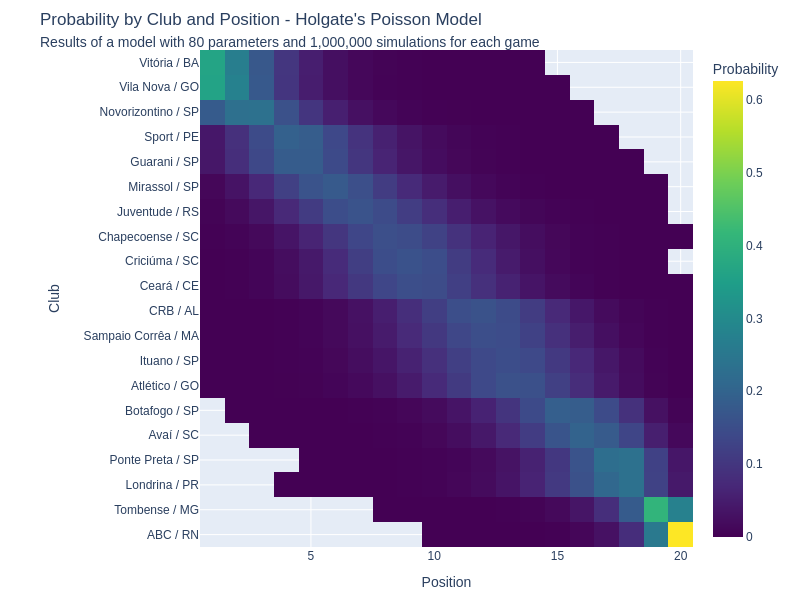 Probability by Club and Position - Holgate's Poisson Model
Results of a model with 80 parameters and 1,000,000 simulations for each game
Probability
Vitória / BA
Vila Nova / GO
Novorizontino / SP
Sport / PE
Guarani / SP
Mirassol / SP
Juventude / RS
Chapecoense / SC
Criciúma / SC
Ceará / CE
CRB / AL
Sampaio Corrêa / MA
Ituano / SP
Atlético / GO
Botafogo / SP
Avaí / SC
Ponte Preta / SP
Londrina / PR
Tombense / MG
ABC / RN
Club
5
10
15
20
Position
0.6
0.5
0.4
0.3
0.2
0.1
0